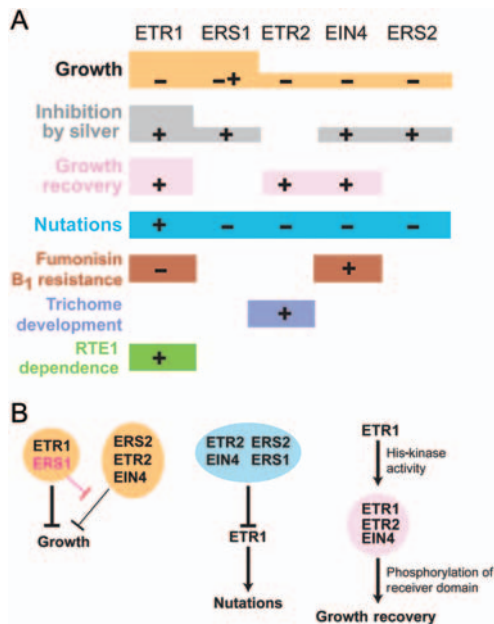 A
ETR1 ERS1 ETR2 EIN4 ERS2
Growth − −+ − − −
Inhibition
by silver + + + +
Growth
recovery + + +
Nutations + − − − −
Fumonisin
B1 resistance − +
Trichome
development +
RTE1
dependence +
B
ETR1
ERS1
Growth
ERS2
ETR2
EIN4
ETR2 ERS2
EIN4 ERS1
ETR1
Nutations
ETR1
His-kinase
activity
ETR1
ETR2
EIN4
Phosphorylation of
receiver domain
Growth recovery